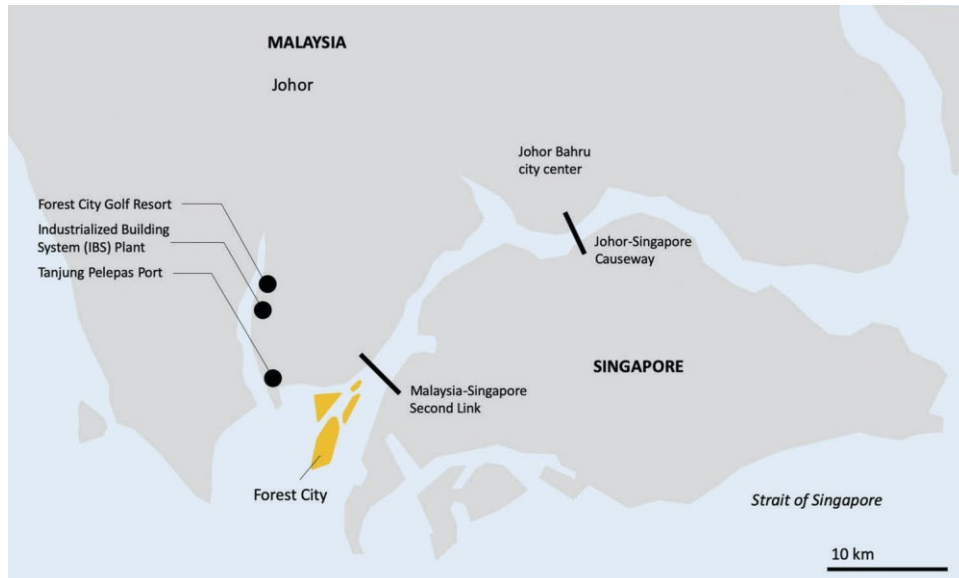 MALAYSIA
Johor
Johor Bahru
city center
Forest City Golf Resort
Industrialized Building
System (IBS) Plant
Tanjung Pelepas Port
Johor-Singapore
Causeway
SINGAPORE
Malaysia-Singapore
Second Link
Forest City
Strait of Singapore
10 km